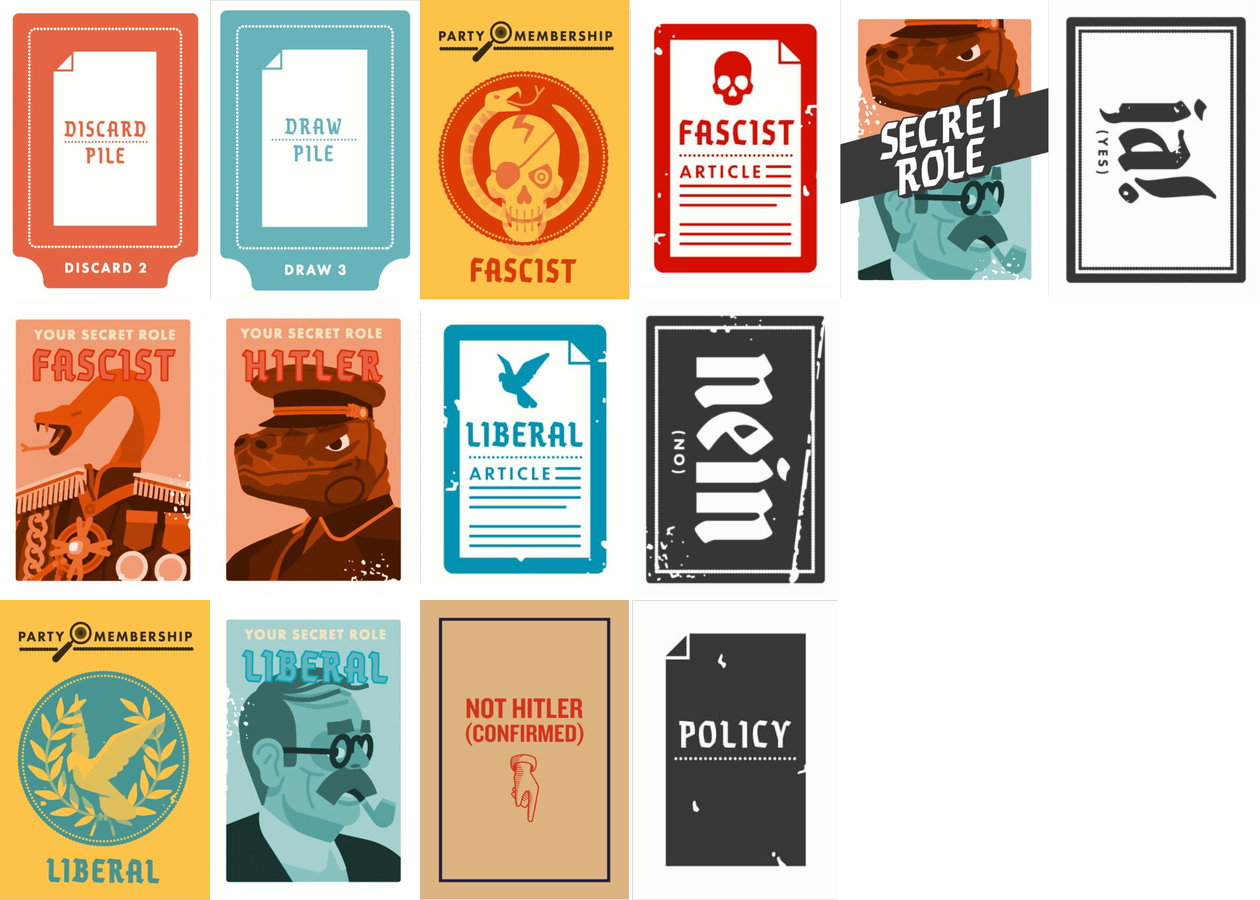 DISCARD
PILE
DISCARD 2
DRAW
PILE
DRAW 3
PARTY MEMBERSHIP
FASCIST
FASCIST
ARTICLE
SECRET
ROLE
ja!
(YES)
YOUR SECRET ROLE
FASCIST
YOUR SECRET ROLE
HITLER
LIBERAL
ARTICLE
nein
(NO)
PARTY MEMBERSHIP
LIBERAL
YOUR SECRET ROLE
LIBERAL
NOT HITLER
(CONFIRMED)
POLICY